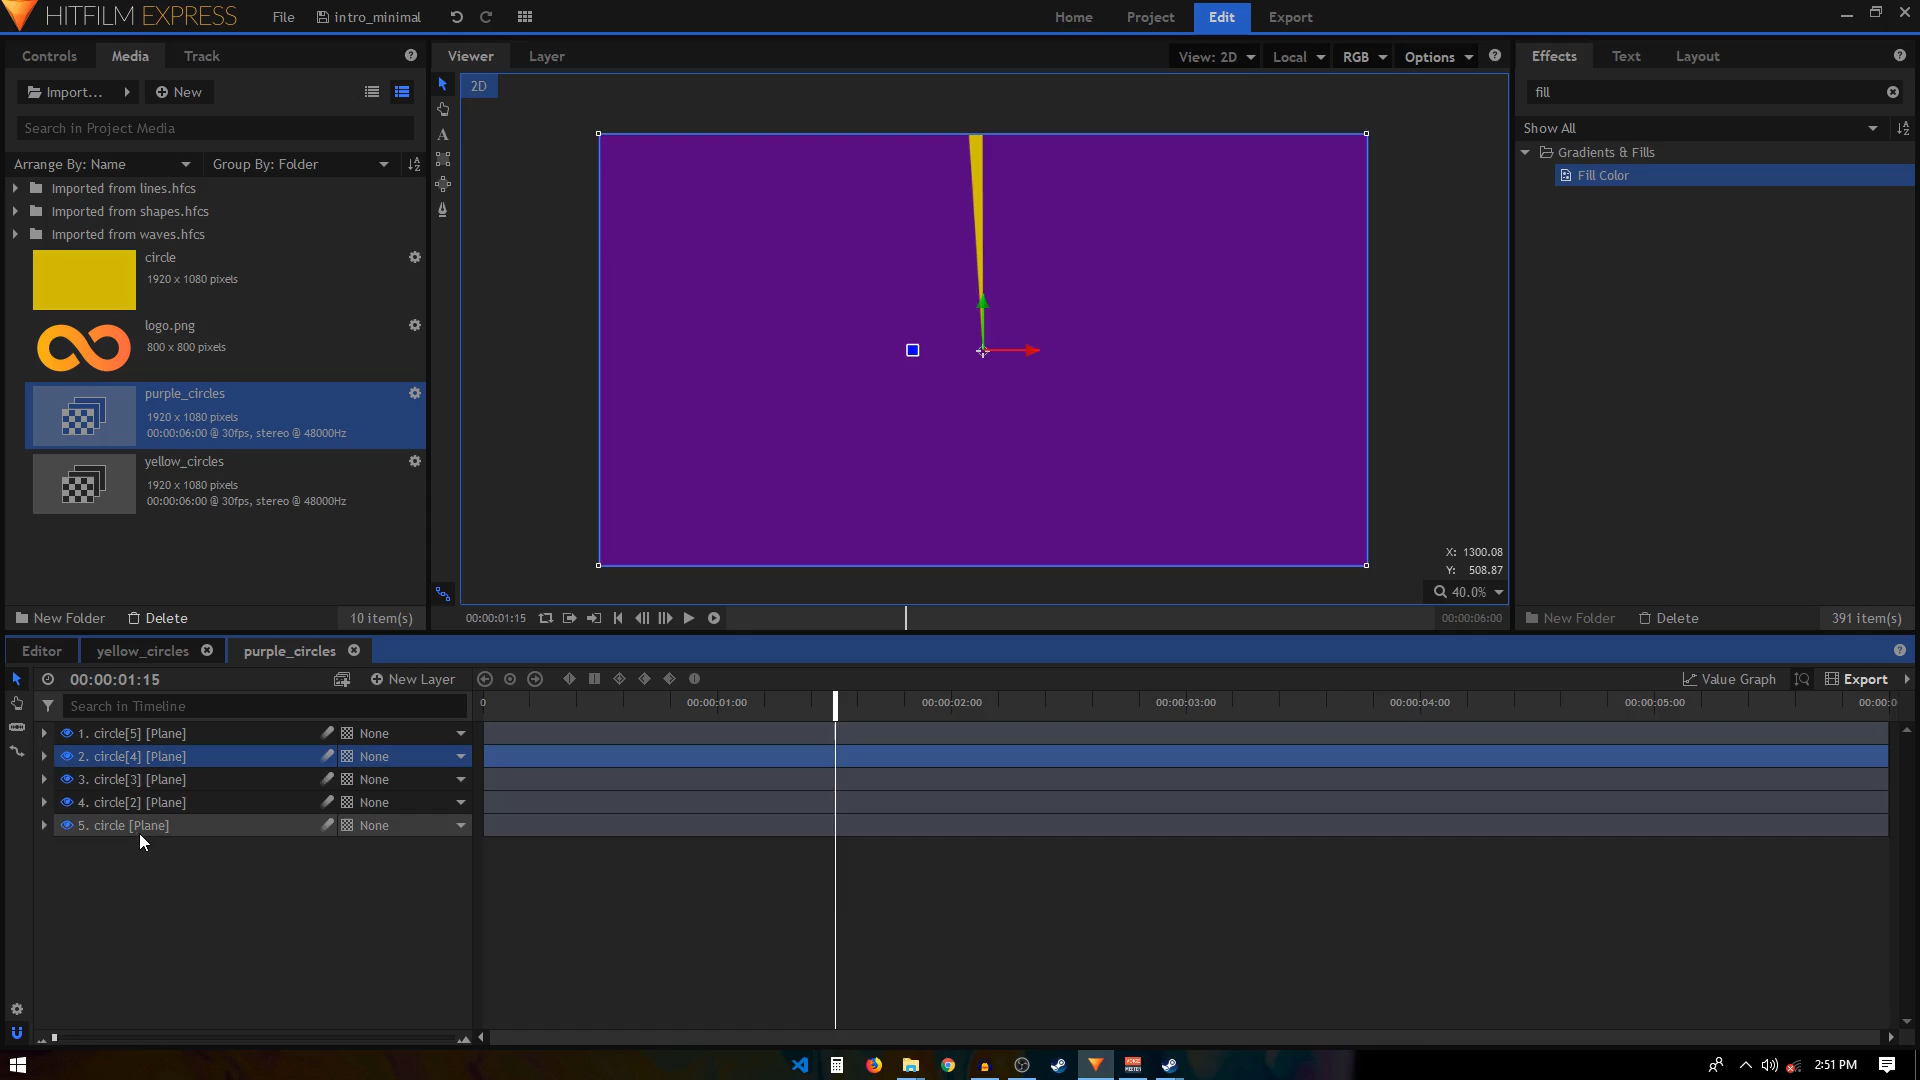 HITFILM EXPRESS
File
intro_minimal
Home
Project
Edit
Export
Controls
Media
Track
Viewer
Layer
View: 2D
Local
RGB
Options
Effects
Text
Layout
Import...
New
2D
fill
Search in Project Media
Show All
Arrange By: Name
Group By: Folder
Gradients & Fills
Fill Color
Imported from lines.hfcs
Imported from shapes.hfcs
Imported from waves.hfcs
circle
1920 x 1080 pixels
logo.png
800 x 800 pixels
purple_circles
1920 x 1080 pixels
00:00:06:00 @ 30fps, stereo @ 48000Hz
yellow_circles
1920 x 1080 pixels
00:00:06:00 @ 30fps, stereo @ 48000Hz
X: 1300.08
Y: 508.87
40.0%
New Folder
Delete
10 item(s)
00:00:01:15
00:00:06:00
New Folder
Delete
391 item(s)
Editor
yellow_circles
purple_circles
00:00:01:15
New Layer
Value Graph
Export
Search in Timeline
0
00:00:01:00
00:00:02:00
00:00:03:00
00:00:04:00
00:00:05:00
00:00:0
1. circle[5] [Plane]
None
2. circle[4] [Plane]
None
3. circle[3] [Plane]
None
4. circle[2] [Plane]
None
5. circle [Plane]
None
2:51 PM